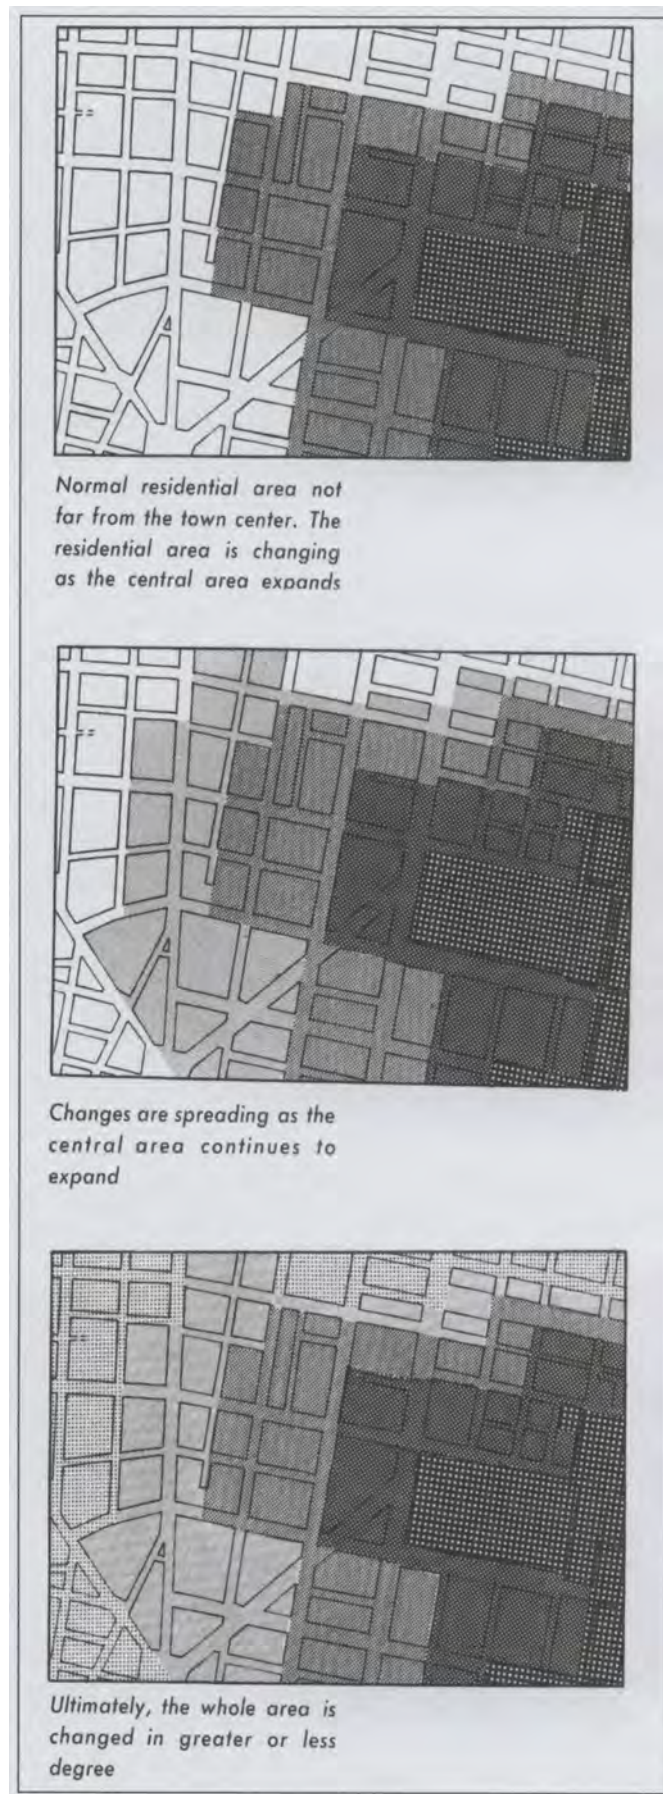 Normal residential area not
far from the town center. The
residential area is changing
as the central area expands
Changes are spreading as the
central area continues to
expand
Ultimately, the whole area is
changed in greater or less
degree